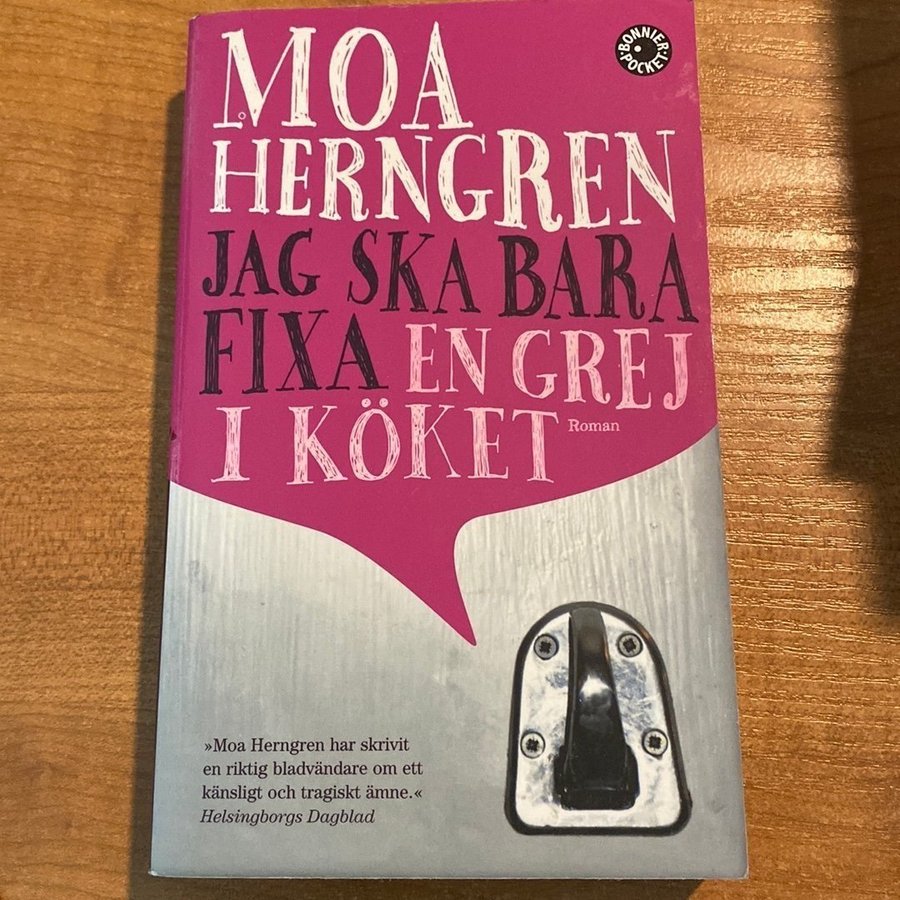 MOA
HERNGREN
JAG SKA BARA
FIXA EN GREJ
I KÖKET
Roman
BONNIER
POCKET
»Moa Herngren har skrivit
en riktig bladvändare om ett
känsligt och tragiskt ämne.«
Helsingborgs Dagblad